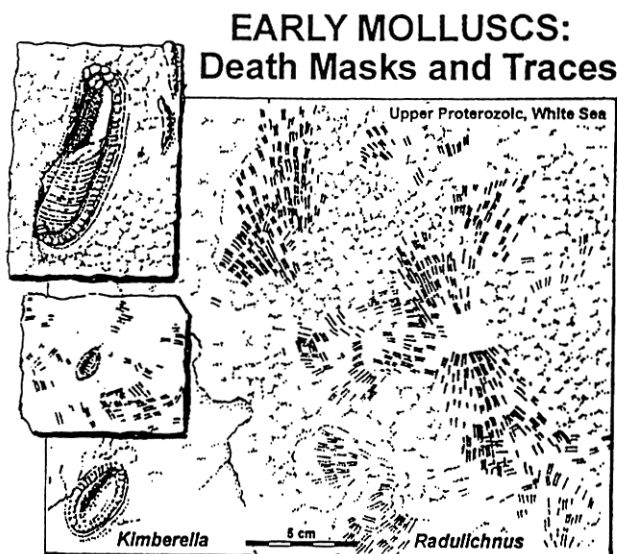 EARLY MOLLUSCS:
Death Masks and Traces
Upper Proterozoic, White Sea
Kimberella
5 cm
Radulichnus